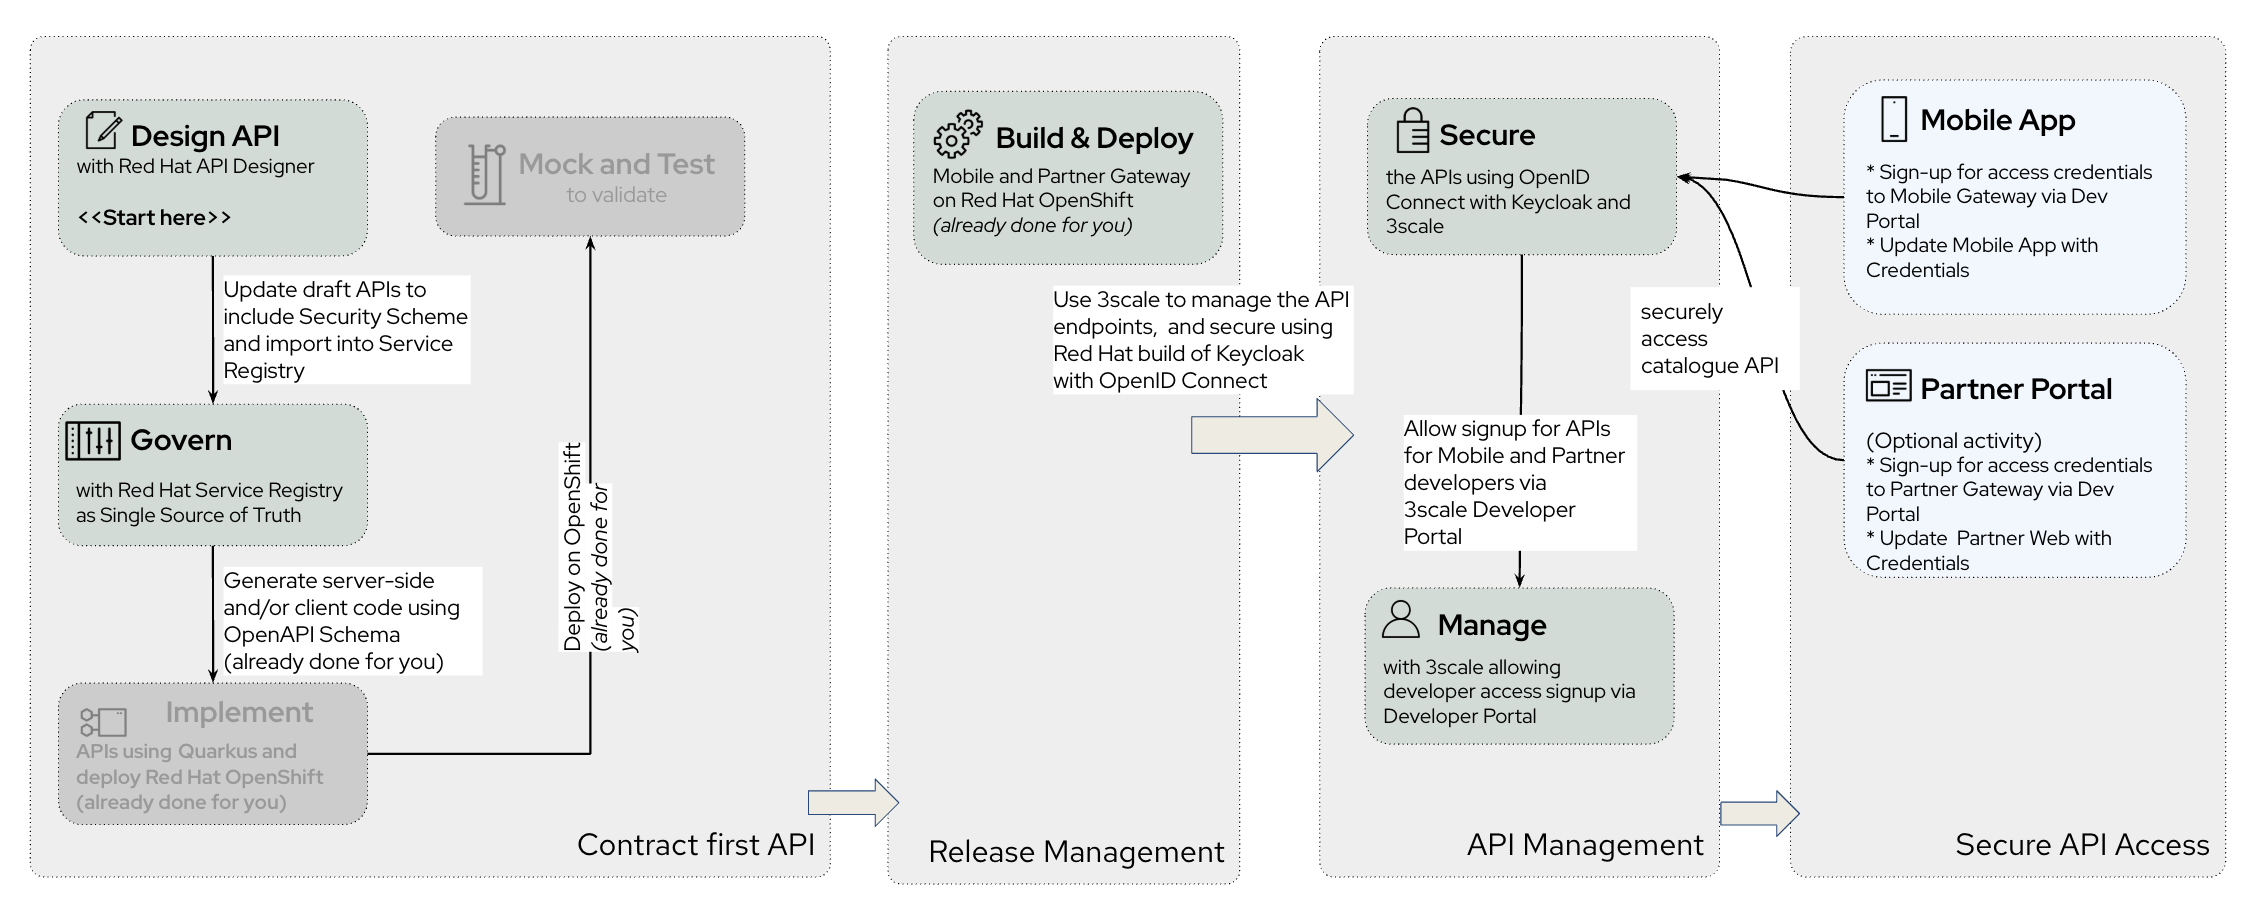 Design API
with Red Hat API Designer
<<Start here>>
Update draft APIs to
include Security Scheme
and import into Service
Registry
Govern
with Red Hat Service Registry
as Single Source of Truth
Generate server-side
and/or client code using
OpenAPI Schema
(already done for you)
Implement
APIs using Quarkus and
deploy Red Hat OpenShift
(already done for you)
Deploy on OpenShift
(already done for
you)
Mock and Test
to validate
Contract first API
Build & Deploy
Mobile and Partner Gateway
on Red Hat OpenShift
(already done for you)
Use 3scale to manage the API
endpoints,  and secure using
Red Hat build of Keycloak
with OpenID Connect
Release Management
Secure
the APIs using OpenID
Connect with Keycloak and
3scale
Allow signup for APIs
for Mobile and Partner
developers via
3scale Developer
Portal
Manage
with 3scale allowing
developer access signup via
Developer Portal
API Management
securely
access
catalogue API
Mobile App
* Sign-up for access credentials
to Mobile Gateway via Dev
Portal
* Update Mobile App with
Credentials
Partner Portal
(Optional activity)
* Sign-up for access credentials
to Partner Gateway via Dev
Portal
* Update  Partner Web with
Credentials
Secure API Access